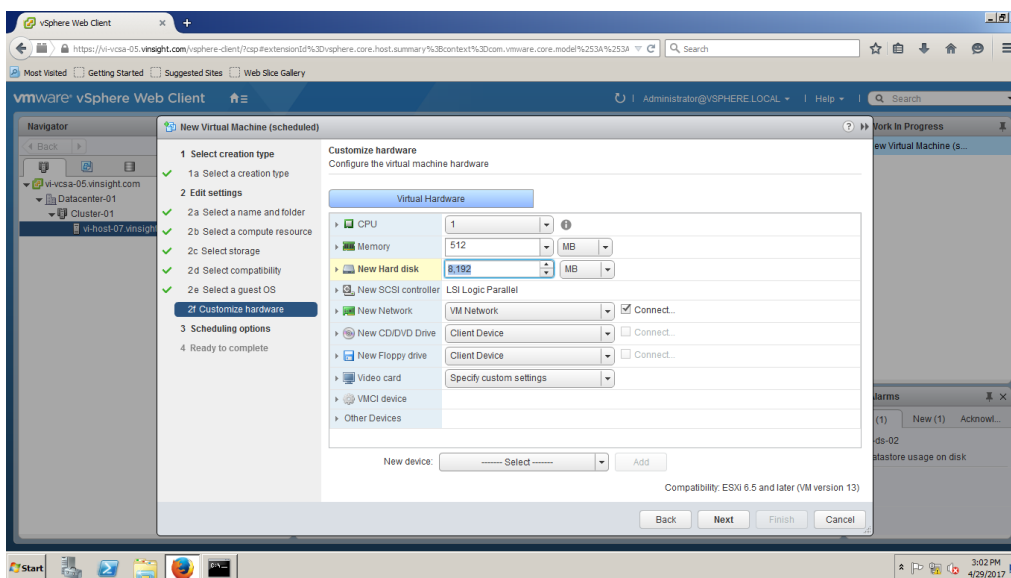 vSphere Web Client
https://vi-vcsa-05.vinsight.com/vsphere-client/?csp#extensionId%3Dvsphere.core.host.summary%3Bcontext%3Dcom.vmware.core.model%253A%253A
Search
Most Visited
Getting Started
Suggested Sites
Web Slice Gallery
vmware® vSphere Web Client
Administrator@VSPHERE.LOCAL
Help
Search
Navigator
Back
vi-vcsa-05.vinsight.com
Datacenter-01
Cluster-01
vi-host-07.vinsight
New Virtual Machine (scheduled)
1 Select creation type
1a Select a creation type
2 Edit settings
2a Select a name and folder
2b Select a compute resource
2c Select storage
2d Select compatibility
2e Select a guest OS
2f Customize hardware
3 Scheduling options
4 Ready to complete
Customize hardware
Configure the virtual machine hardware
Virtual Hardware
CPU 1
Memory 512 MB
New Hard disk 8,192 MB
New SCSI controller LSI Logic Parallel
New Network VM Network Connect...
New CD/DVD Drive Client Device Connect...
New Floppy drive Client Device Connect...
Video card Specify custom settings
VMCI device
Other Devices
New device: ------- Select ------- Add
Compatibility: ESXi 6.5 and later (VM version 13)
Back Next Finish Cancel
Work In Progress
ew Virtual Machine (s...
larms
(1) New (1) Acknowl...
-ds-02
atastore usage on disk
Start
3:02 PM
4/29/2017